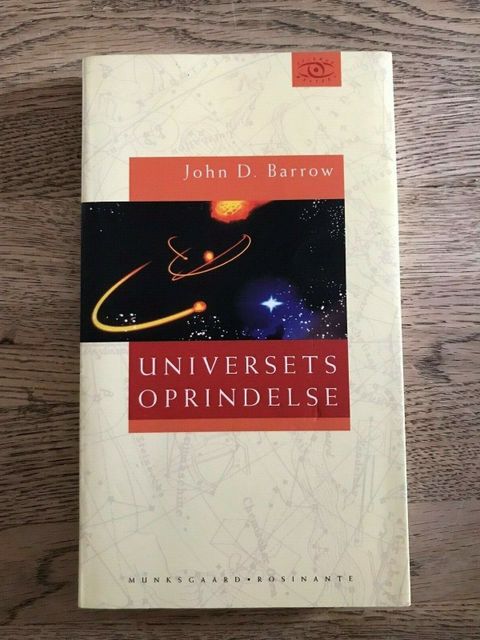 John D. Barrow
UNIVERSETS
OPRINDELSE
MUNKSGAARD • ROSINANTE